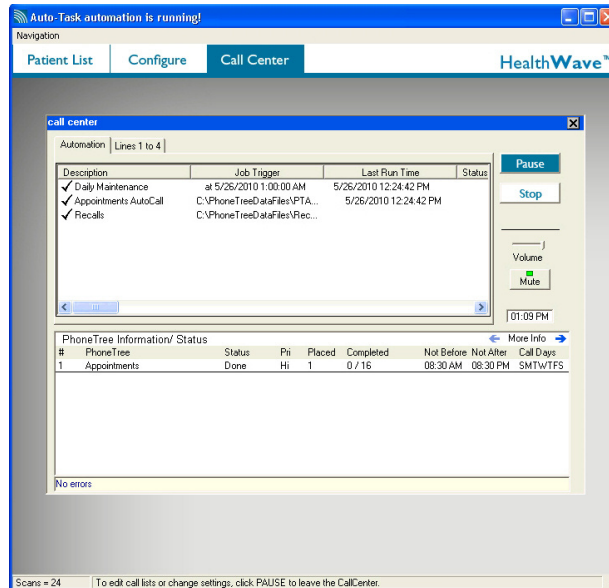 Auto-Task automation is running!
Navigation
Patient List Configure Call Center HealthWave™
call center
Automation Lines 1 to 4
Description Job Trigger Last Run Time Status
Daily Maintenance at 5/26/2010 1:00:00 AM 5/26/2010 12:24:42 PM
Appointments AutoCall C:\PhoneTreeDataFiles\PTA... 5/26/2010 12:24:42 PM
Recalls C:\PhoneTreeDataFiles\Rec...
Pause
Stop
Volume
Mute
01:09 PM
PhoneTree Information/ Status More Info
# PhoneTree Status Pri Placed Completed Not Before Not After Call Days
1 Appointments Done Hi 1 0 / 16 08:30 AM 08:30 PM SMTWTFS
No errors
Scans = 24 To edit call lists or change settings, click PAUSE to leave the CallCenter.